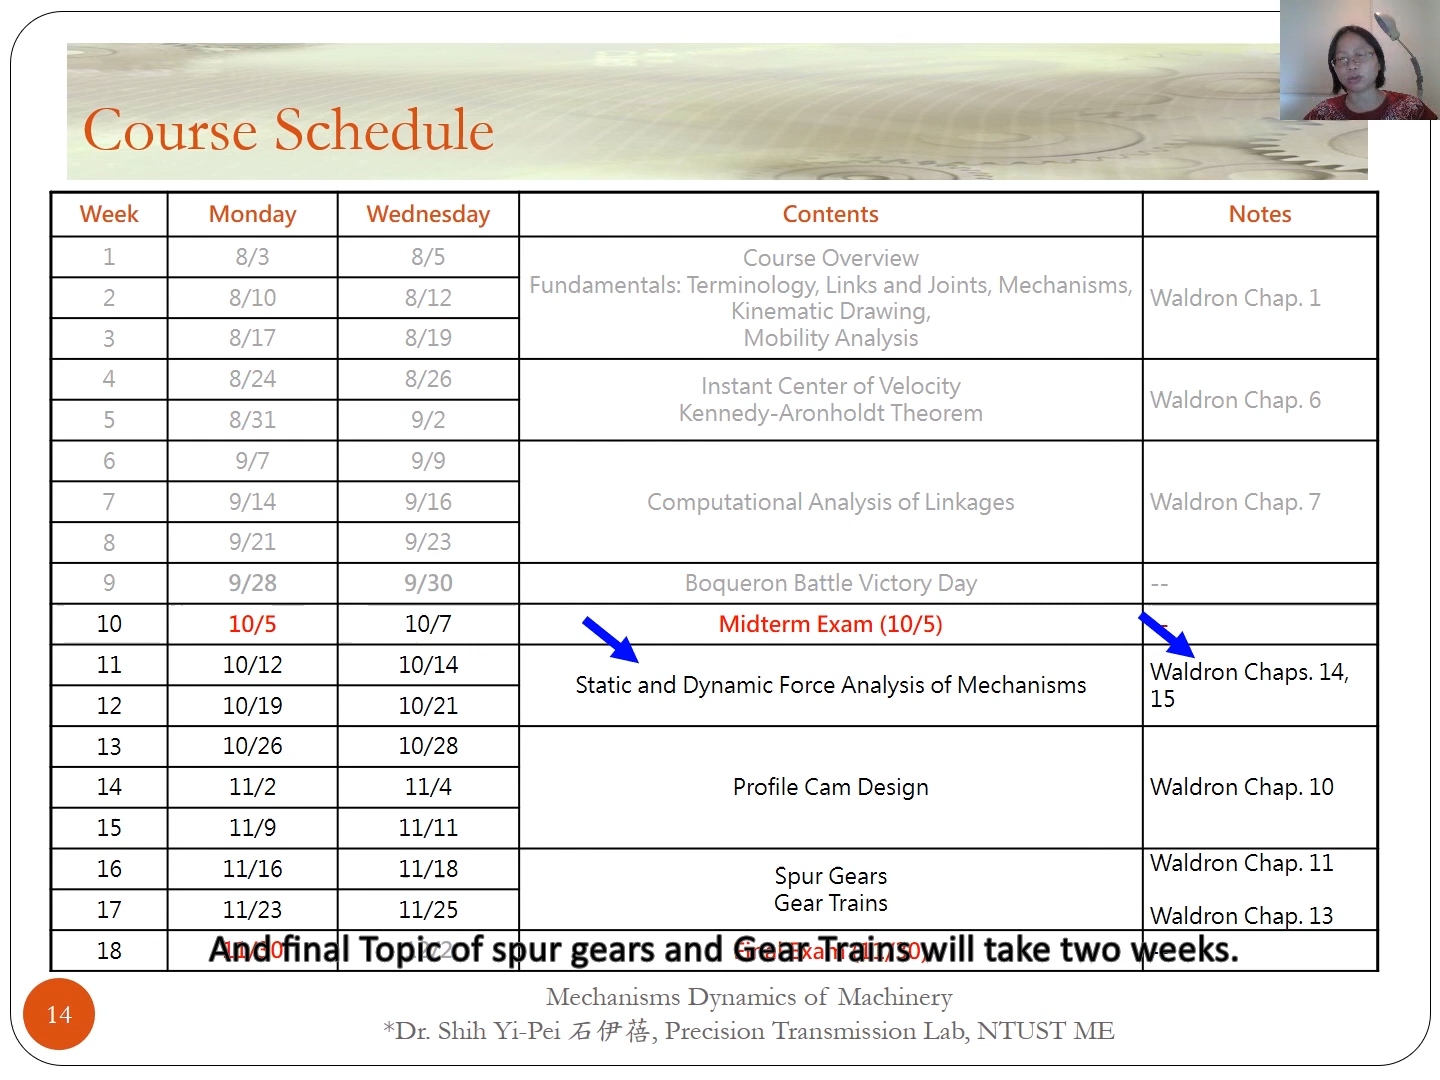 Course Schedule
Week Monday Wednesday Contents Notes
1 8/3 8/5 Course Overview
Fundamentals: Terminology, Links and Joints, Mechanisms,
2 8/10 8/12 Kinematic Drawing, Waldron Chap. 1
3 8/17 8/19 Mobility Analysis
4 8/24 8/26 Instant Center of Velocity Waldron Chap. 6
5 8/31 9/2 Kennedy-Aronholdt Theorem
6 9/7 9/9
7 9/14 9/16 Computational Analysis of Linkages Waldron Chap. 7
8 9/21 9/23
9 9/28 9/30 Boqueron Battle Victory Day --
10 10/5 10/7 Midterm Exam (10/5)
11 10/12 10/14 Static and Dynamic Force Analysis of Mechanisms Waldron Chaps. 14,
12 10/19 10/21 15
13 10/26 10/28
14 11/2 11/4 Profile Cam Design Waldron Chap. 10
15 11/9 11/11
16 11/16 11/18 Spur Gears Waldron Chap. 11
17 11/23 11/25 Gear Trains Waldron Chap. 13
18 11/30 Final Exam (11/30)
And final Topic of spur gears and Gear Trains will take two weeks.
14
Mechanisms Dynamics of Machinery
*Dr. Shih Yi-Pei 石伊蓓, Precision Transmission Lab, NTUST ME